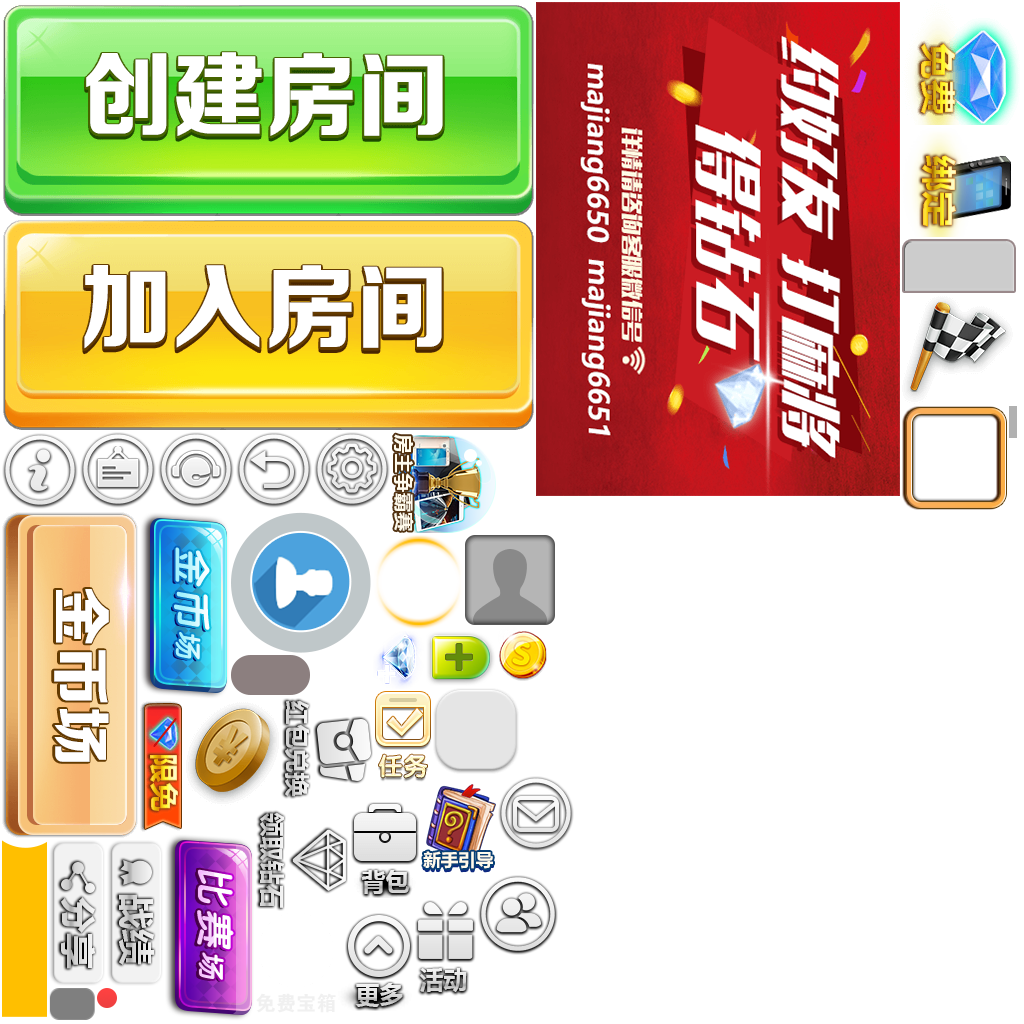 创建房间
加入房间
约好友 打麻将
得钻石
详情请咨询客服微信号
majiang6650 majiang6651
免费
绑定
房主争霸赛
金币场
金币场
限免
红包兑换
任务
领取钻石
背包
新手引导
分享
战绩
比赛场
更多
活动
免费宝箱